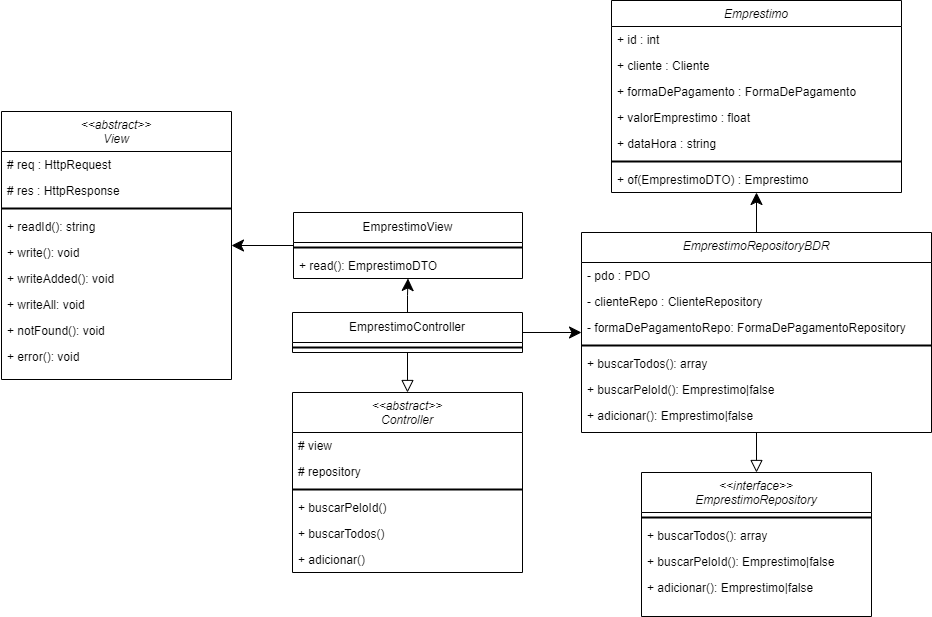 Emprestimo
+ id : int
+ cliente : Cliente
+ formaDePagamento : FormaDePagamento
+ valorEmprestimo : float
+ dataHora : string
+ of(EmprestimoDTO) : Emprestimo
<<abstract>>
View
# req : HttpRequest
# res : HttpResponse
+ readId(): string
+ write(): void
+ writeAdded(): void
+ writeAll: void
+ notFound(): void
+ error(): void
EmprestimoView
+ read(): EmprestimoDTO
EmprestimoController
<<abstract>>
Controller
# view
# repository
+ buscarPeloId()
+ buscarTodos()
+ adicionar()
EmprestimoRepositoryBDR
- pdo : PDO
- clienteRepo : ClienteRepository
- formaDePagamentoRepo: FormaDePagamentoRepository
+ buscarTodos(): array
+ buscarPeloId(): Emprestimo|false
+ adicionar(): Emprestimo|false
<<interface>>
EmprestimoRepository
+ buscarTodos(): array
+ buscarPeloId(): Emprestimo|false
+ adicionar(): Emprestimo|false